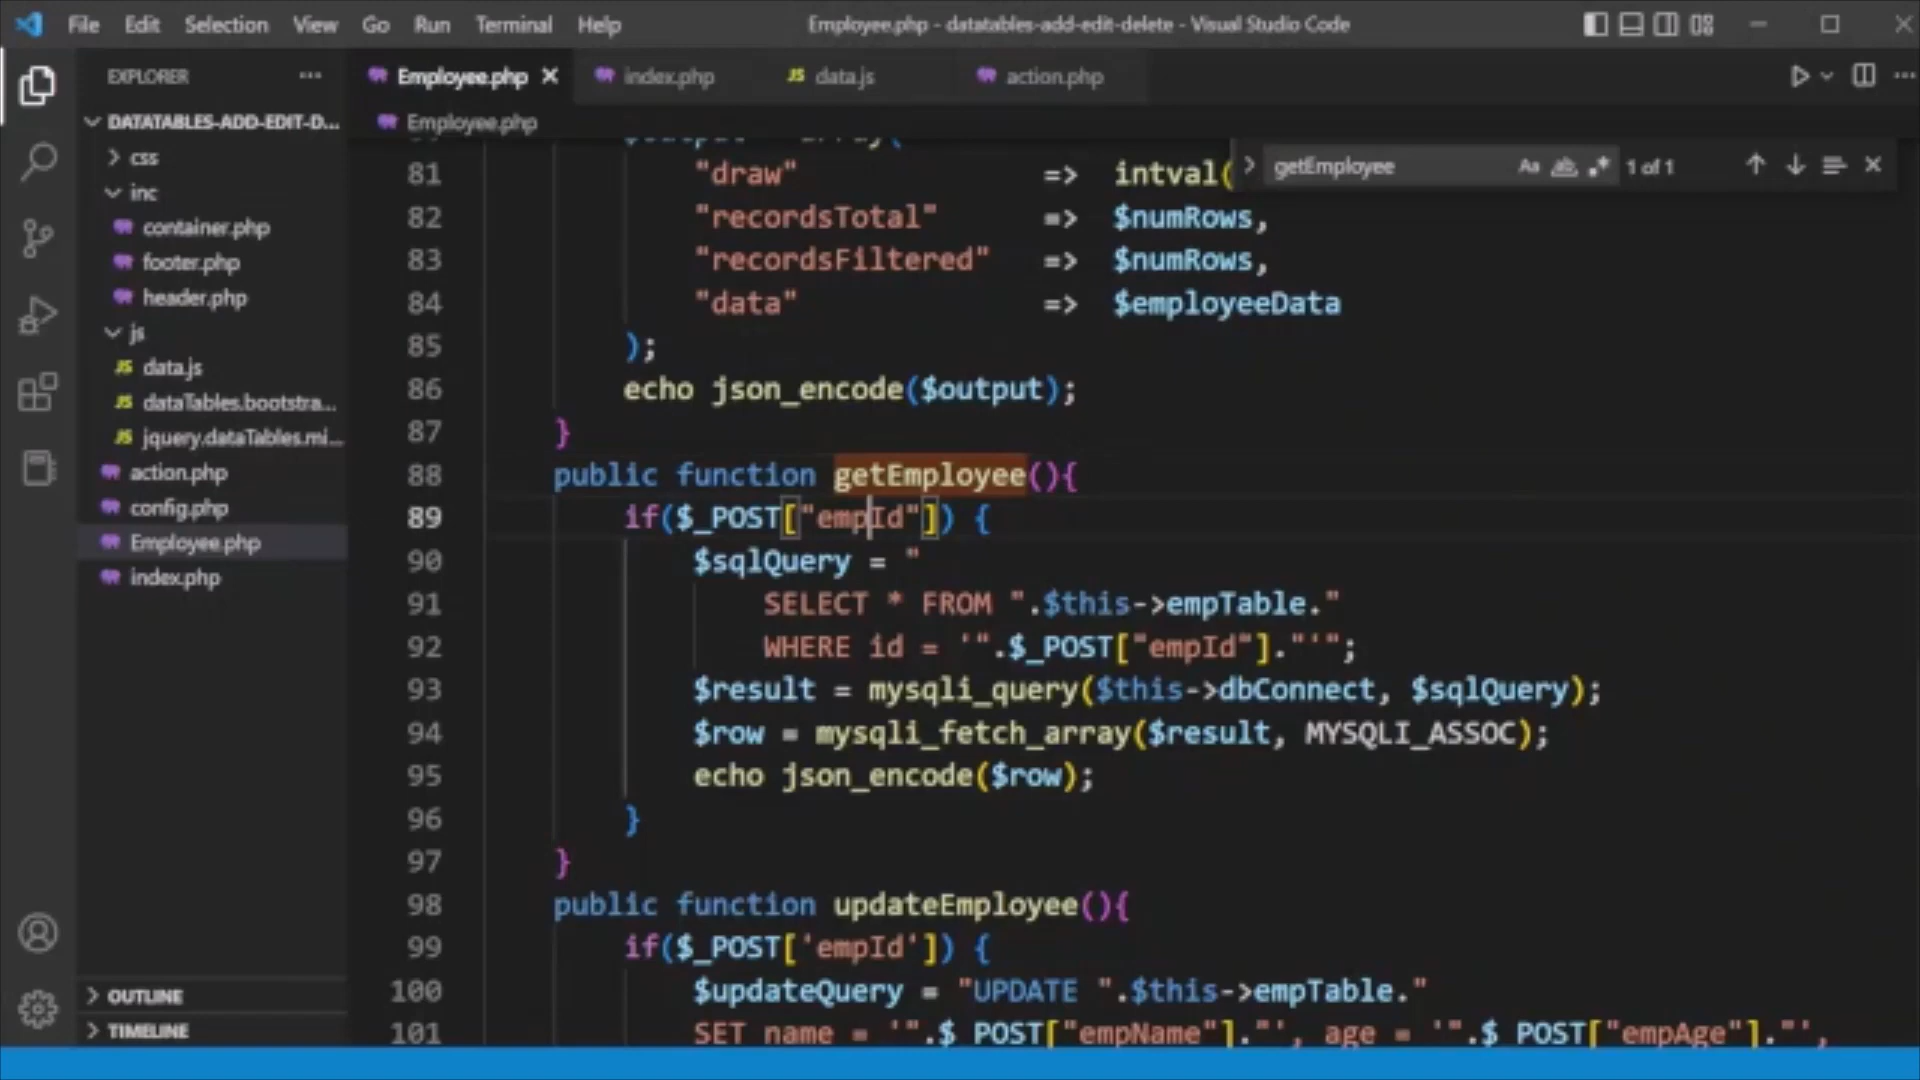 File Edit Selection View Go Run Terminal Help
Employee.php - datatables-add-edit-delete - Visual Studio Code
EXPLORER
Employee.php
index.php
data.js
action.php
DATATABLES-ADD-EDIT-D...
css
inc
container.php
footer.php
header.php
js
data.js
dataTables.bootstra...
jquery.dataTables.mi...
action.php
config.php
Employee.php
index.php
OUTLINE
TIMELINE
Employee.php
getEmployee
Aa ab .* 1 of 1
81 "draw" => intval(
82 "recordsTotal" => $numRows,
83 "recordsFiltered" => $numRows,
84 "data" => $employeeData
85 );
86 echo json_encode($output);
87 }
88 public function getEmployee(){
89 if($_POST["empId"]) {
90 $sqlQuery = "
91 SELECT * FROM ".$this->empTable."
92 WHERE id = '".$_POST["empId"]."'";
93 $result = mysqli_query($this->dbConnect, $sqlQuery);
94 $row = mysqli_fetch_array($result, MYSQLI_ASSOC);
95 echo json_encode($row);
96 }
97 }
98 public function updateEmployee(){
99 if($_POST['empId']) {
100 $updateQuery = "UPDATE ".$this->empTable."
101 SET name = '".$_POST["empName"]."', age = '".$_POST["empAge"]."',